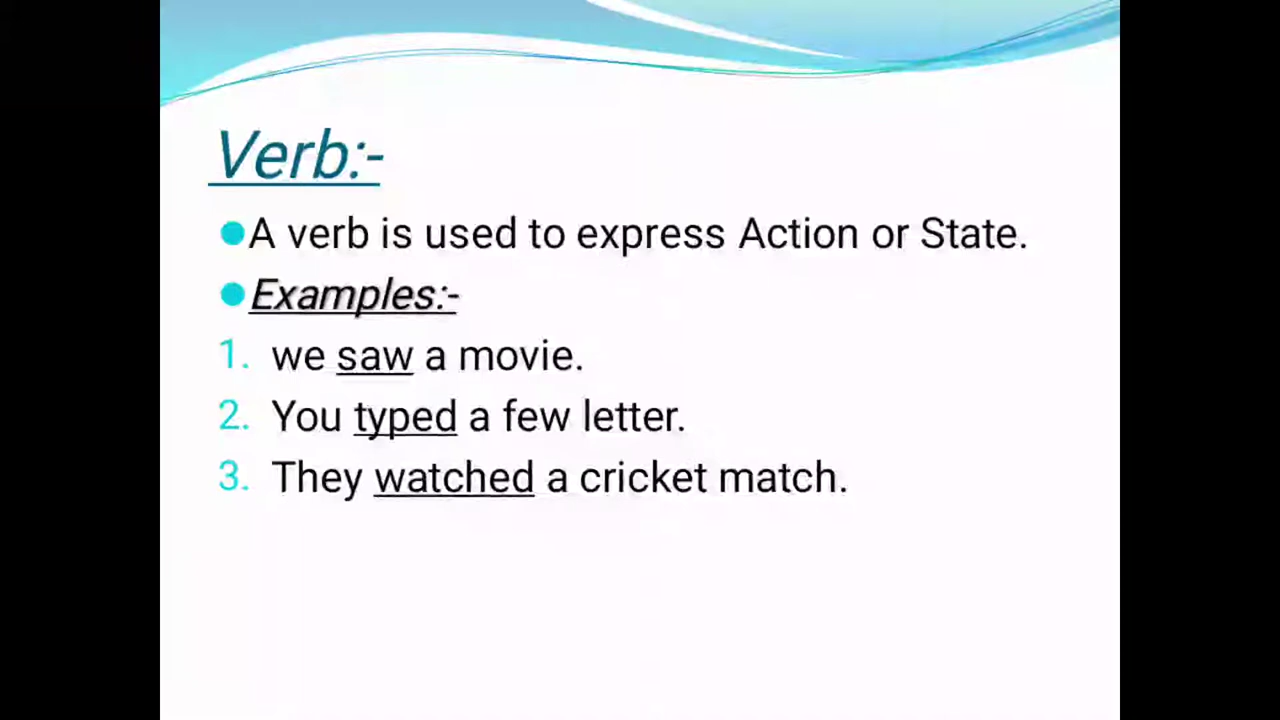 Verb:-
A verb is used to express Action or State.
Examples:-
1. we saw a movie.
2. You typed a few letter.
3. They watched a cricket match.